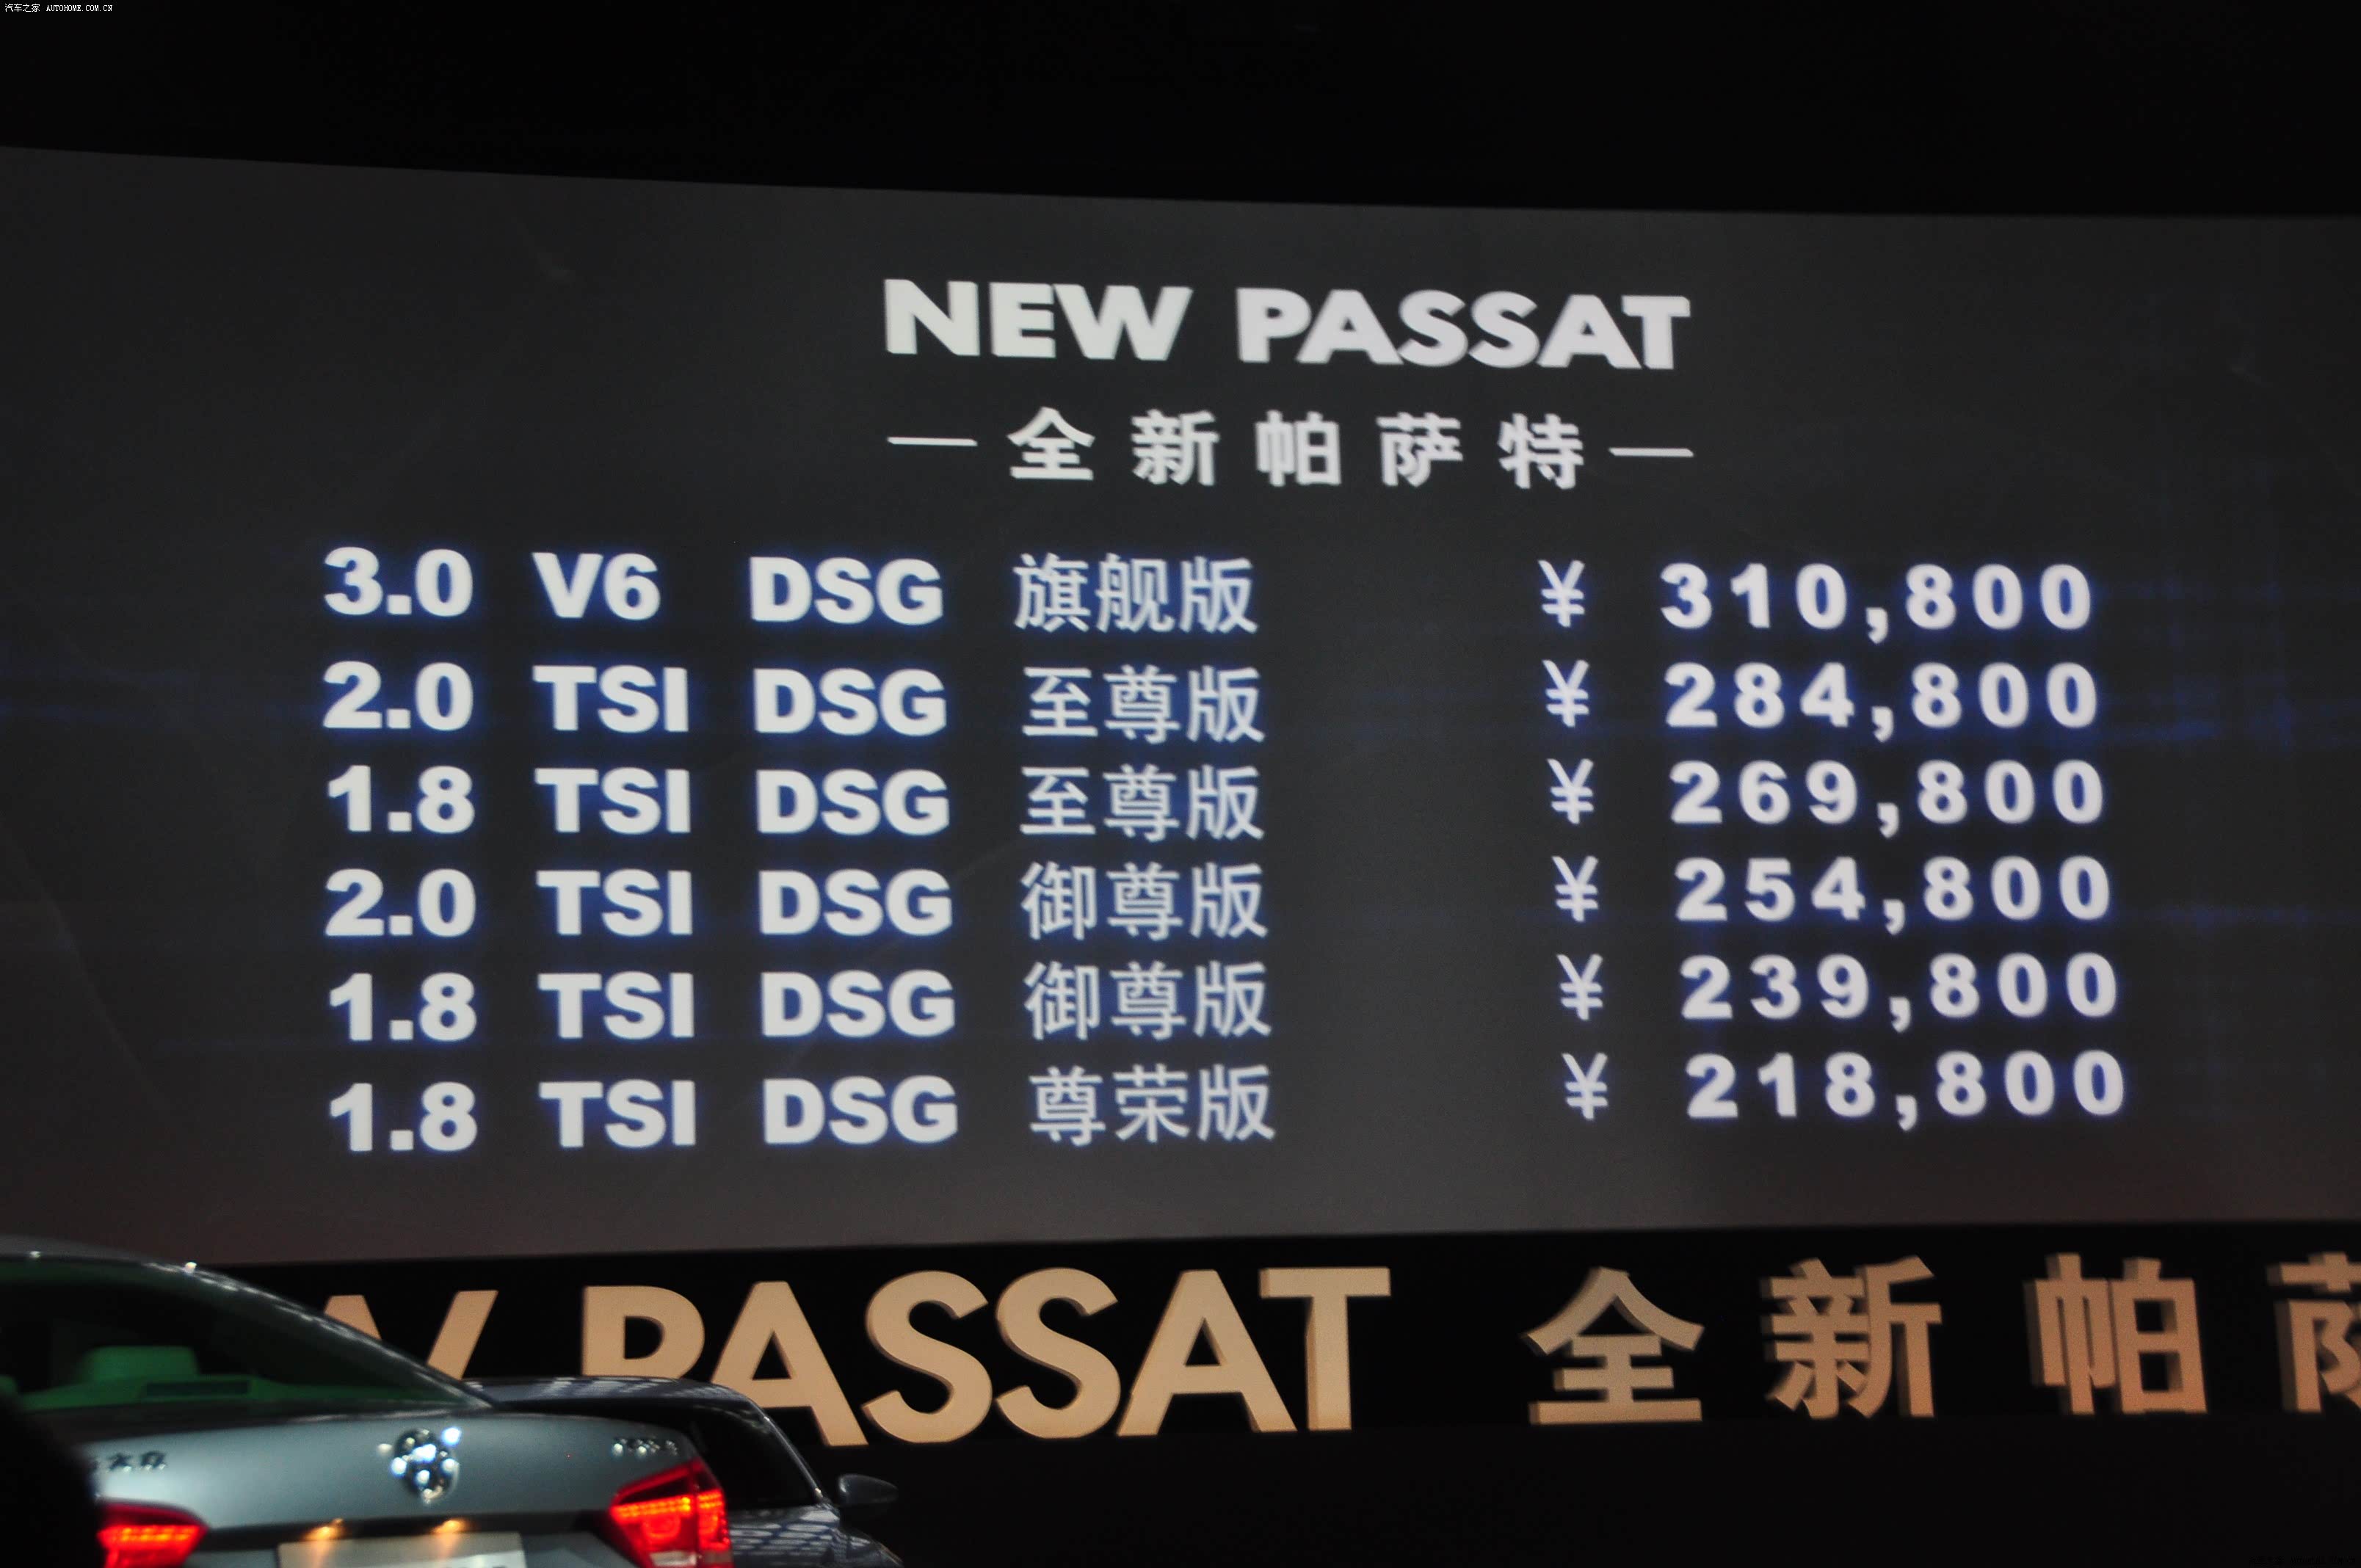 汽车之家 AUTOHOME.COM.CN
NEW PASSAT
—全新帕萨特—
3.0 V6 DSG 旗舰版 ¥ 310,800
2.0 TSI DSG 至尊版 ¥ 284,800
1.8 TSI DSG 至尊版 ¥ 269,800
2.0 TSI DSG 御尊版 ¥ 254,800
1.8 TSI DSG 御尊版 ¥ 239,800
1.8 TSI DSG 尊荣版 ¥ 218,800
W PASSAT 全新帕萨
大众